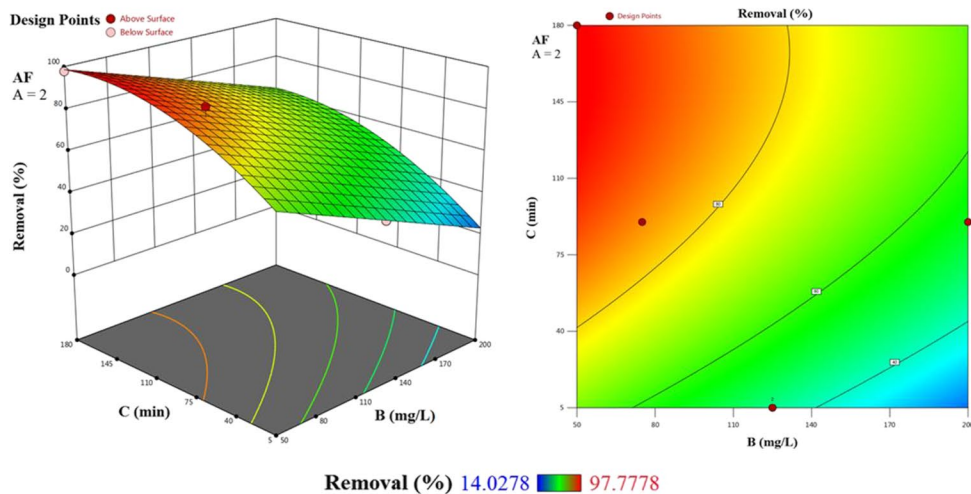 Design Points
Above Surface
Below Surface
AF
A = 2
100
80
60
40
20
0
Removal (%)
180
145
110
75
40
5
C (min)
50
80
110
140
170
200
B (mg/L)
Removal (%)
Design Points
AF
A = 2
180
145
110
75
40
5
C (min)
50
80
110
140
170
200
B (mg/L)
Removal (%) 14.0278 97.7778